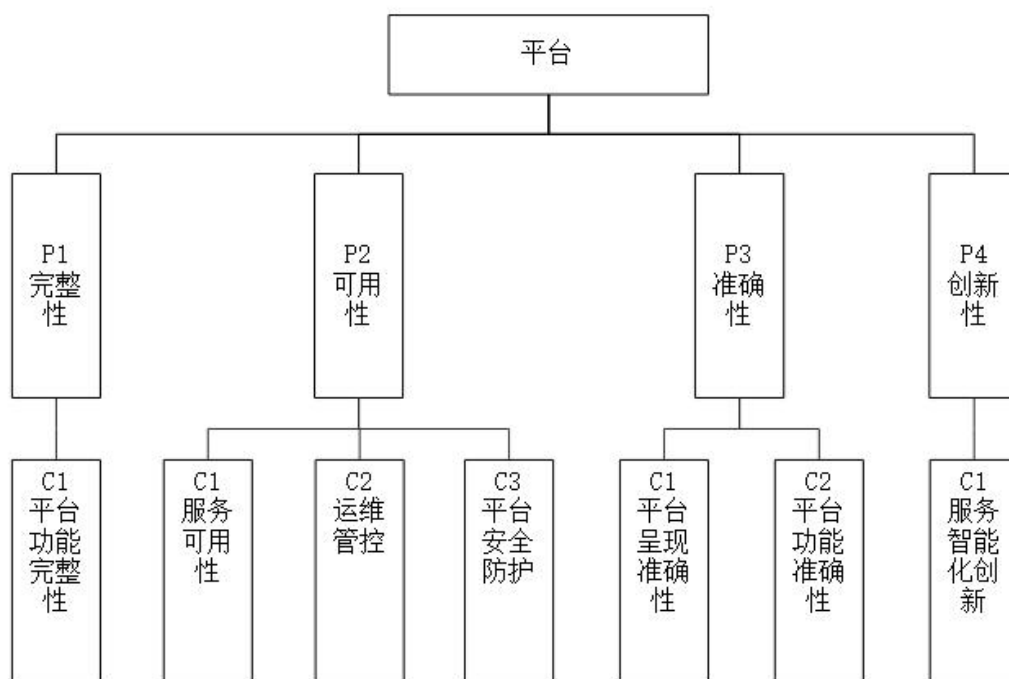 平台
P1
完整
性
P2
可用
性
P3
准确
性
P4
创新
性
C1
平台
功能
完整
性
C1
服务
可用
性
C2
运维
管控
C3
平台
安全
防护
C1
平台
呈现
准确
性
C2
平台
功能
准确
性
C1
服务
智能
化创
新